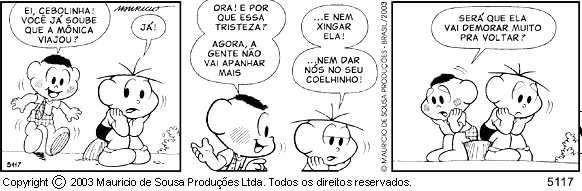 EI, CEBOLINHA!
VOCÊ JÁ SOUBE
QUE A MÔNICA
VIAJOU?
MAURICIO
JÁ!
5117
ORA! E POR
QUE ESSA
TRISTEZA?
AGORA, A
GENTE NÃO
VAI APANHAR
MAIS
...E NEM
XINGAR
ELA!
...NEM DAR
NÓS NO SEU
COELHINHO!
© MAURICIO DE SOUSA PRODUÇÕES - BRASIL/2003
SERÁ QUE ELA
VAI DEMORAR MUITO
PRA VOLTAR?
Copyright © 2003 Mauricio de Sousa Produções Ltda. Todos os direitos reservados.
5117